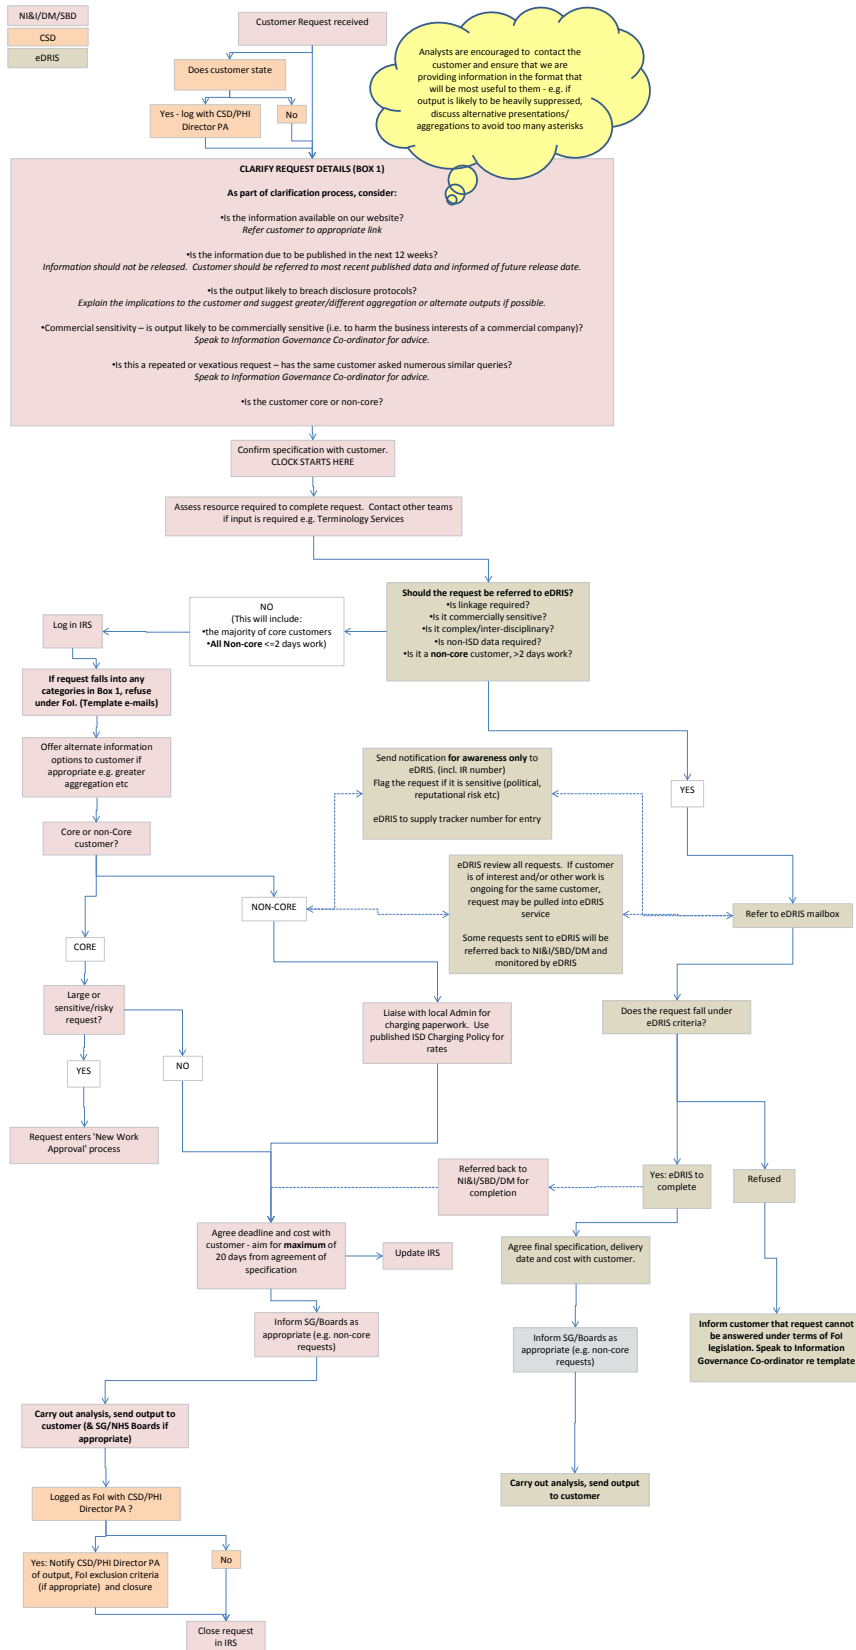 NI&I/DM/SBD
CSD
eDRIS
Customer Request received
Does customer state
Yes - log with CSD/PHI
Director PA
No
Analysts are encouraged to contact the
customer and ensure that we are
providing information in the format that
will be most useful to them - e.g. if
output is likely to be heavily suppressed,
discuss alternative presentations/
aggregations to avoid too many asterisks
CLARIFY REQUEST DETAILS (BOX 1)
As part of clarification process, consider:
•Is the information available on our website?
Refer customer to appropriate link
•Is the information due to be published in the next 12 weeks?
Information should not be released. Customer should be referred to most recent published data and informed of future release date.
•Is the output likely to breach disclosure protocols?
Explain the implications to the customer and suggest greater/different aggregation or alternate outputs if possible.
•Commercial sensitivity – is output likely to be commercially sensitive (i.e. to harm the business interests of a commercial company)?
Speak to Information Governance Co-ordinator for advice.
•Is this a repeated or vexatious request – has the same customer asked numerous similar queries?
Speak to Information Governance Co-ordinator for advice.
•Is the customer core or non-core?
Confirm specification with customer.
CLOCK STARTS HERE
Assess resource required to complete request. Contact other teams
if input is required e.g. Terminology Services
Should the request be referred to eDRIS?
•Is linkage required?
•Is it commercially sensitive?
•Is it complex/inter-disciplinary?
•Is non-ISD data required?
•Is it a non-core customer, >2 days work?
NO
(This will include:
•the majority of core customers
•All Non-core <=2 days work)
Log in IRS
If request falls into any
categories in Box 1, refuse
under FoI. (Template e-mails)
Offer alternate information
options to customer if
appropriate e.g. greater
aggregation etc
Core or non-Core
customer?
Send notification for awareness only to
eDRIS. (incl. IR number)
Flag the request if it is sensitive (political,
reputational risk etc)
eDRIS to supply tracker number for entry
YES
eDRIS review all requests. If customer
is of interest and/or other work is
ongoing for the same customer,
request may be pulled into eDRIS
service
Some requests sent to eDRIS will be
referred back to NI&I/SBD/DM and
monitored by eDRIS
NON-CORE
Refer to eDRIS mailbox
CORE
Large or
sensitive/risky
request?
Liaise with local Admin for
charging paperwork. Use
published ISD Charging Policy for
rates
Does the request fall under
eDRIS criteria?
YES
NO
Request enters 'New Work
Approval' process
Referred back to
NI&I/SBD/DM for
completion
Yes: eDRIS to
complete
Refused
Agree deadline and cost with
customer - aim for maximum of
20 days from agreement of
specification
Update IRS
Agree final specification, delivery
date and cost with customer.
Inform SG/Boards as
appropriate (e.g. non-core
requests)
Inform SG/Boards as
appropriate (e.g. non-core
requests)
Inform customer that request cannot
be answered under terms of FoI
legislation. Speak to Information
Governance Co-ordinator re template
Carry out analysis, send output to
customer (& SG/NHS Boards if
appropriate)
Carry out analysis, send output
to customer
Logged as FoI with CSD/PHI
Director PA ?
Yes: Notify CSD/PHI Director PA
of output, FoI exclusion criteria
(if appropriate) and closure
No
Close request
in IRS